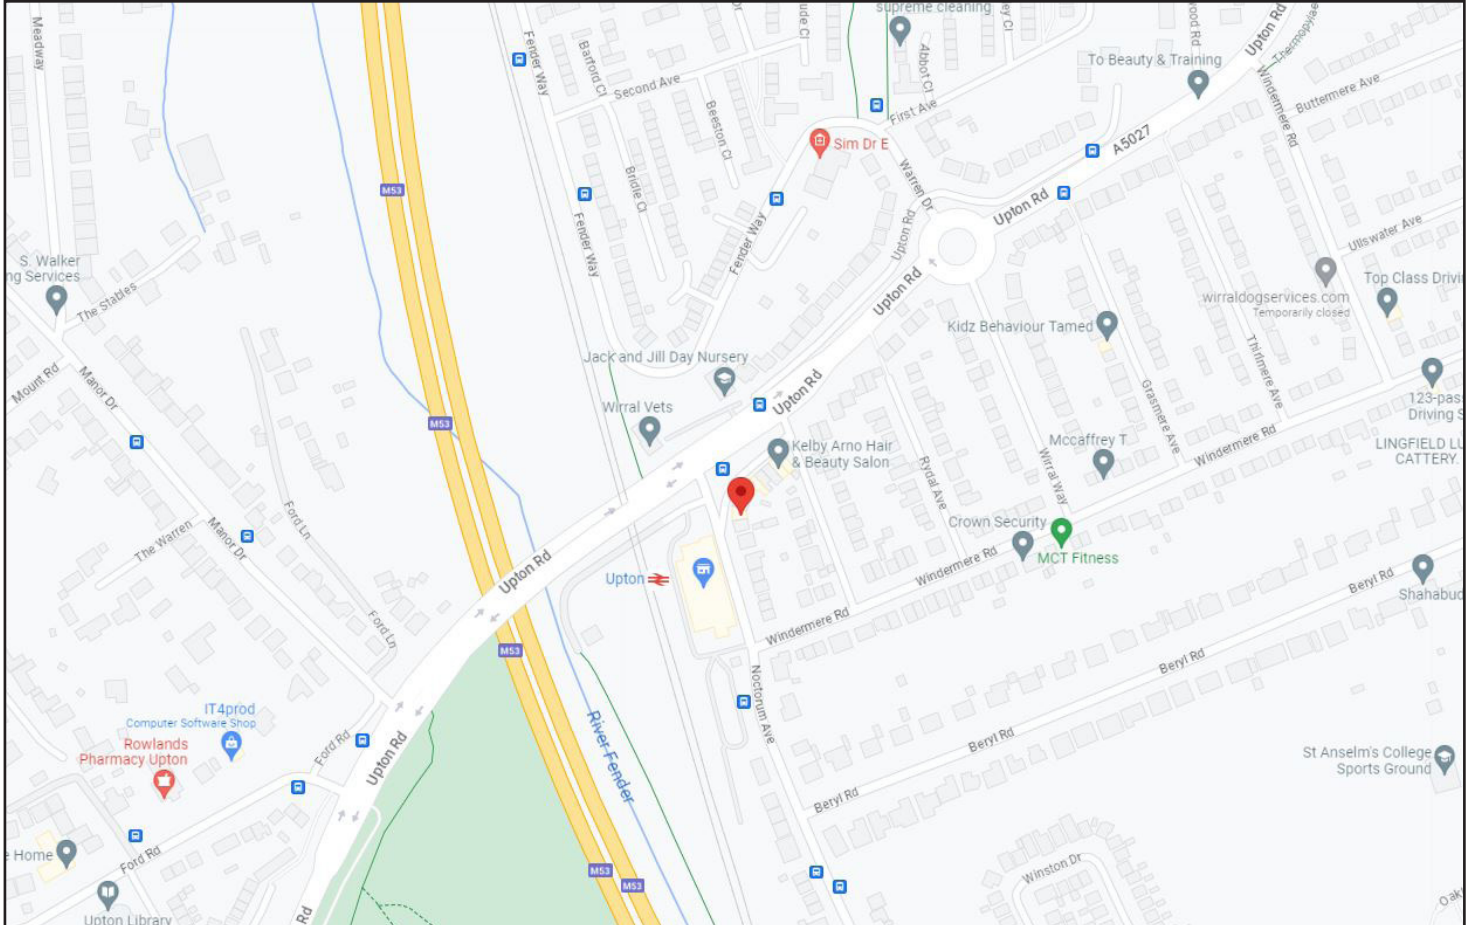 supreme cleaning
Upton Rd
Meadway
Fender Way
Barford Cl
Abbot Cl
To Beauty & Training
Second Ave
Windermere Rd
Buttermere Ave
Beeston Cl
First Ave
A5027
Sim Dr E
M53
Bridle Cl
Warren Dr
Upton Rd
Fender Way
Fender Way
Upton Rd
Ullswater Ave
S. Walker
ng Services
The Stables
Upton Rd
wirraldogservices.com
Temporarily closed
Top Class Drivi
Kidz Behaviour Tamed
Thirlmere Ave
Jack and Jill Day Nursery
Mount Rd
Manor Dr
Upton Rd
Grasmere Ave
123-pas
Driving S
Wirral Vets
M53
Kelby Arno Hair
& Beauty Salon
Mccaffrey T
Windermere Rd
LINGFIELD LU
CATTERY
Rydal Ave
Wirral Way
Ford Ln
The Warren
Manor Dr
Crown Security
MCT Fitness
Upton Rd
Upton
Windermere Rd
Beryl Rd
Shahabud
Ford Ln
Windermere Rd
M53
Beryl Rd
Noctorum Ave
IT4prod
Computer Software Shop
Rowlands
Pharmacy Upton
Ford Rd
Upton Rd
River Fender
Beryl Rd
St Anselm's College
Sports Ground
Beryl Rd
e Home
Ford Rd
M53
M53
Winston Dr
Upton Library
Rd
Oak